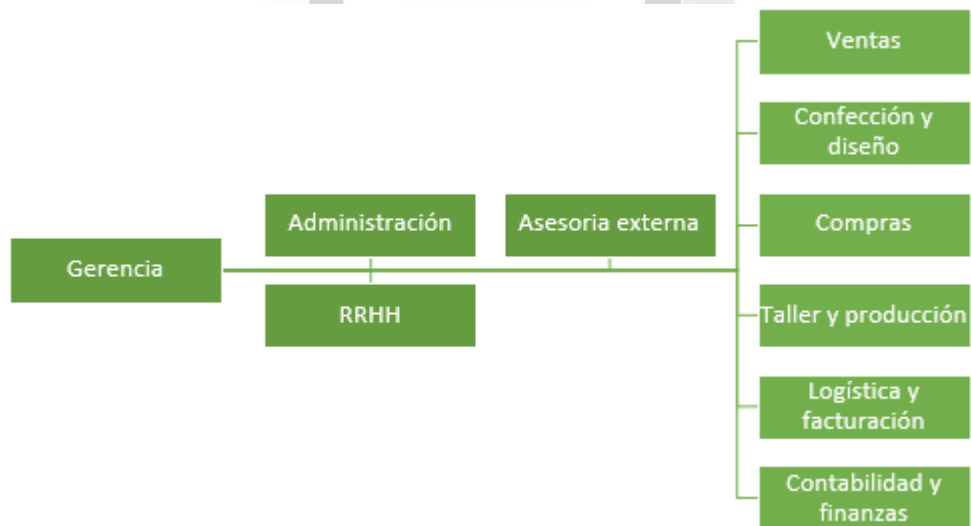 Gerencia
Administración
RRHH
Asesoria externa
Ventas
Confección y
diseño
Compras
Taller y producción
Logística y
facturación
Contabilidad y
finanzas